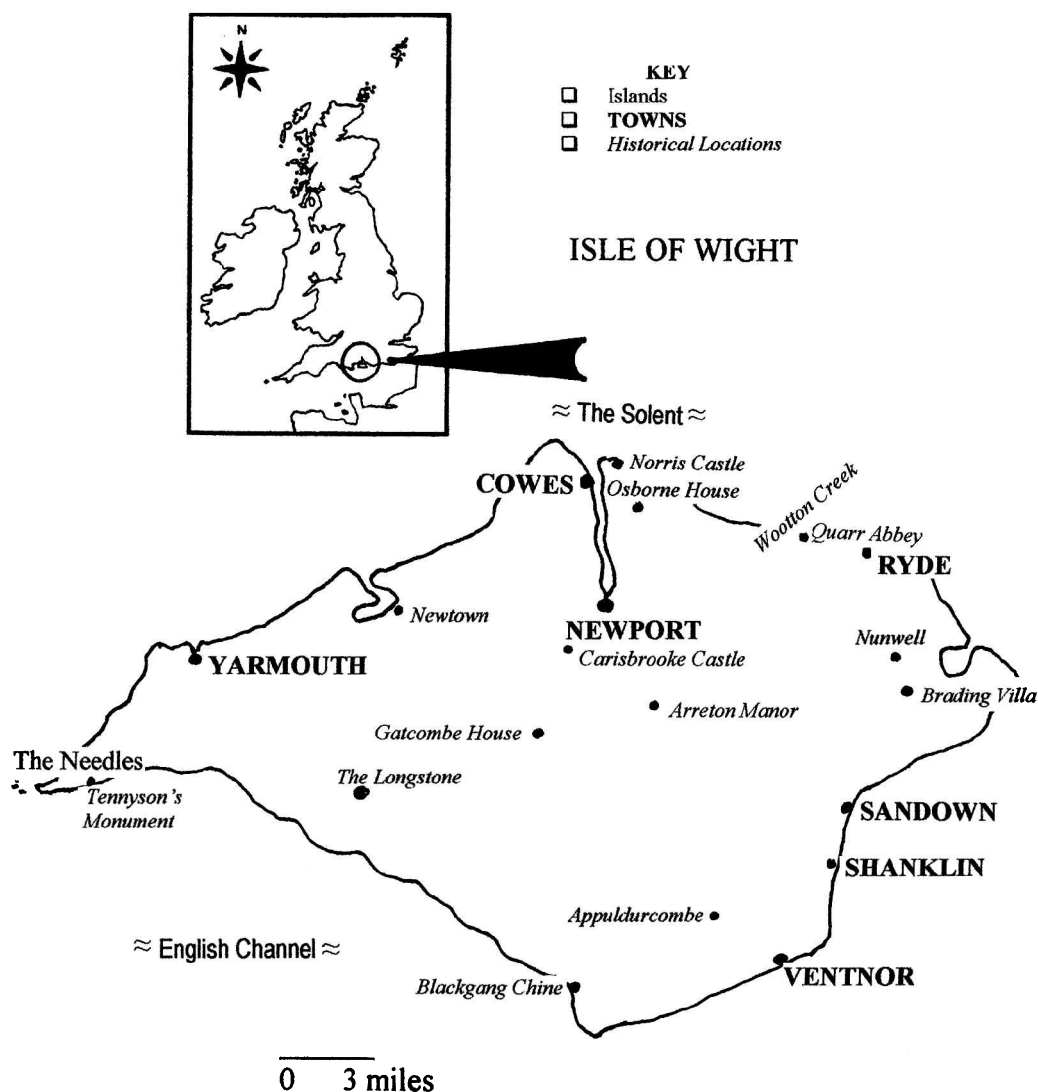 N
KEY
Islands
TOWNS
Historical Locations
ISLE OF WIGHT
≈ The Solent ≈
Norris Castle
COWES
Osborne House
Wootton Creek
Quarr Abbey
RYDE
Newtown
NEWPORT
Nunwell
YARMOUTH
Carisbrooke Castle
Brading Villa
Arreton Manor
Gatcombe House
The Needles
The Longstone
Tennyson's
Monument
SANDOWN
SHANKLIN
Appuldurcombe
≈ English Channel ≈
VENTNOR
Blackgang Chine
0 3 miles